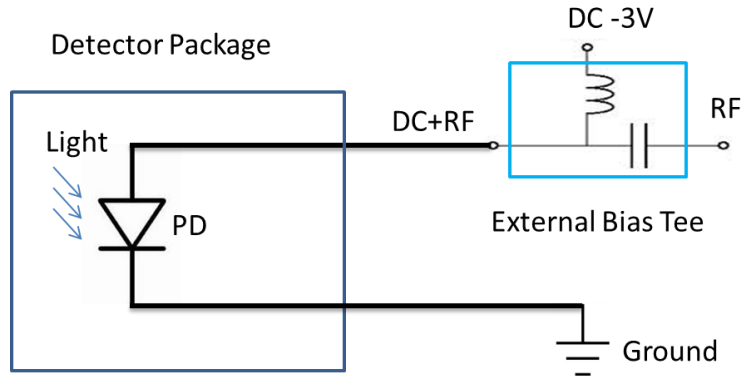 DC -3V
Detector Package
DC+RF
RF
Light
PD
External Bias Tee
Ground